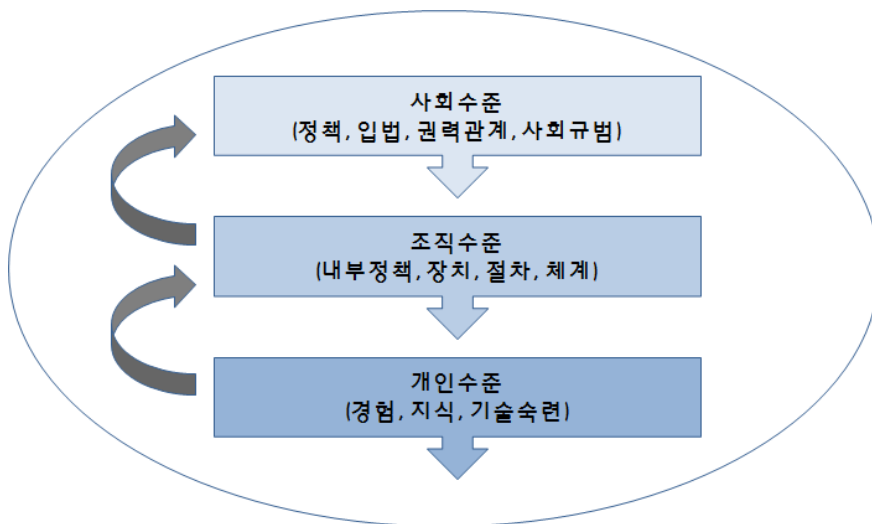 사회수준
(정책, 입법, 권력관계, 사회규범)
조직수준
(내부정책, 장치, 절차, 체계)
개인수준
(경험, 지식, 기술숙련)